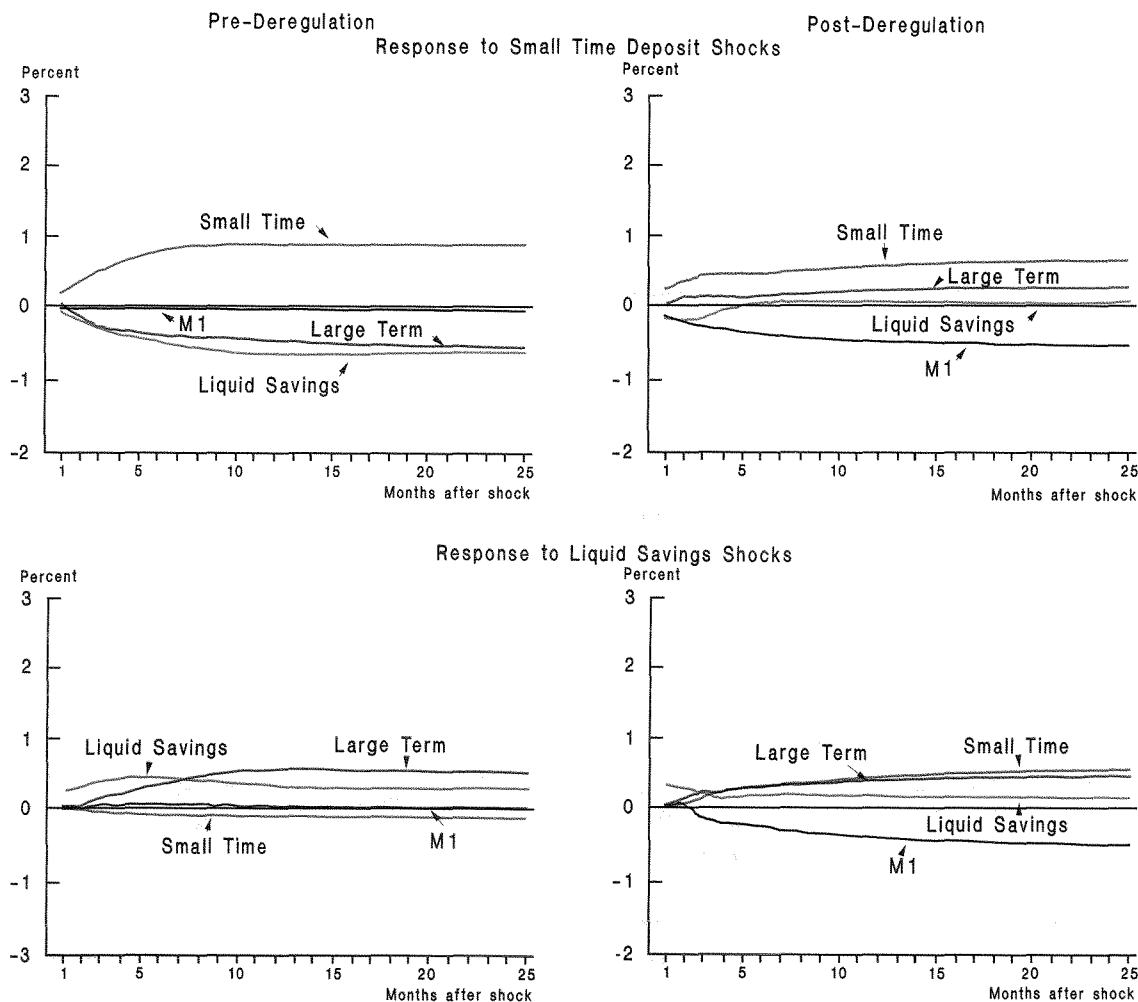 Pre-Deregulation
Post-Deregulation
Response to Small Time Deposit Shocks
Percent
3
2
1
0
-1
-2
Small Time
M1
Large Term
Liquid Savings
1 5 10 15 20 25
Months after shock
Percent
3
2
1
0
-1
-2
Small Time
Large Term
Liquid Savings
M1
1 5 10 15 20 25
Months after shock
Response to Liquid Savings Shocks
Percent
3
2
1
0
-1
-3
Liquid Savings
Large Term
Small Time
M1
1 5 10 15 20 25
Months after shock
Percent
3
2
1
0
-1
-2
Large Term
Small Time
Liquid Savings
M1
1 5 10 15 20 25
Months after shock